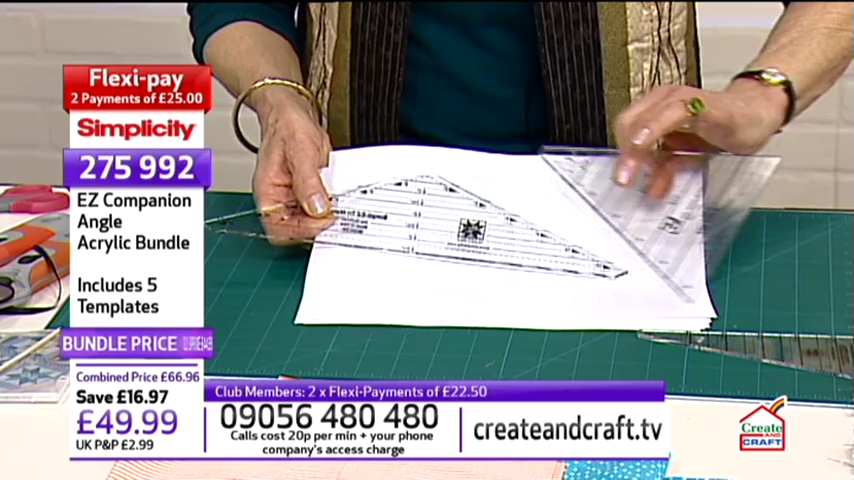 Flexi-pay
2 Payments of £25.00
Simplicity
275 992
EZ Companion
Angle
Acrylic Bundle
Includes 5
Templates
BUNDLE PRICE
Combined Price £66.96
Save £16.97
£49.99
UK P&P £2.99
Club Members: 2 x Flexi-Payments of £22.50
09056 480 480
Calls cost 20p per min + your phone
company's access charge
createandcraft.tv
Create
AND
CRAFT